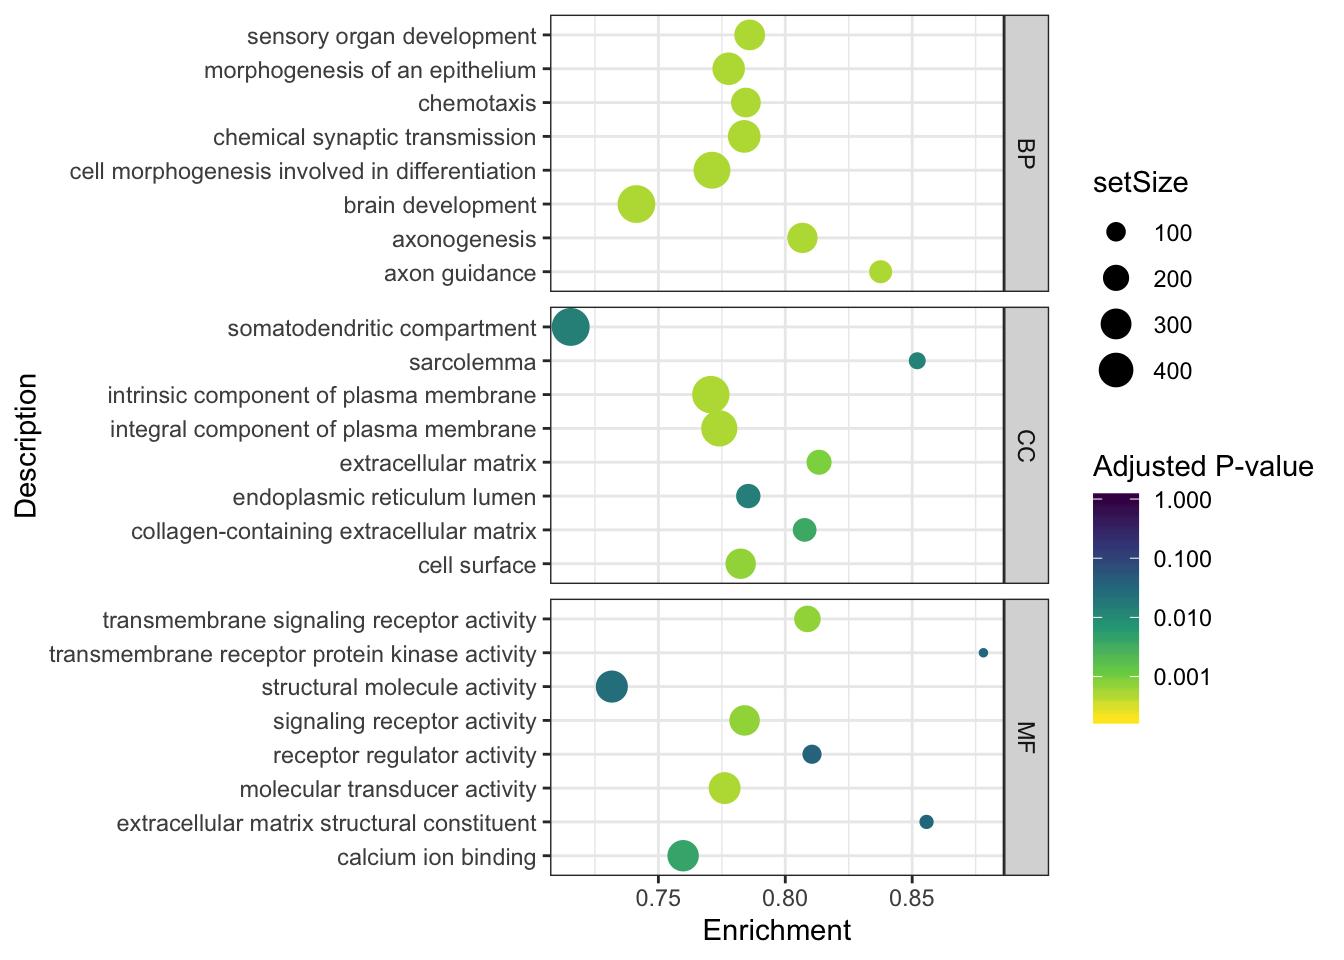 sensory organ development
morphogenesis of an epithelium
chemotaxis
chemical synaptic transmission
cell morphogenesis involved in differentiation
brain development
axonogenesis
axon guidance
BP
somatodendritic compartment
sarcolemma
intrinsic component of plasma membrane
integral component of plasma membrane
extracellular matrix
endoplasmic reticulum lumen
collagen-containing extracellular matrix
cell surface
CC
transmembrane signaling receptor activity
transmembrane receptor protein kinase activity
structural molecule activity
signaling receptor activity
receptor regulator activity
molecular transducer activity
extracellular matrix structural constituent
calcium ion binding
MF
0.75 0.80 0.85
Enrichment
Description
setSize
100
200
300
400
Adjusted P-value
1.000
0.100
0.010
0.001